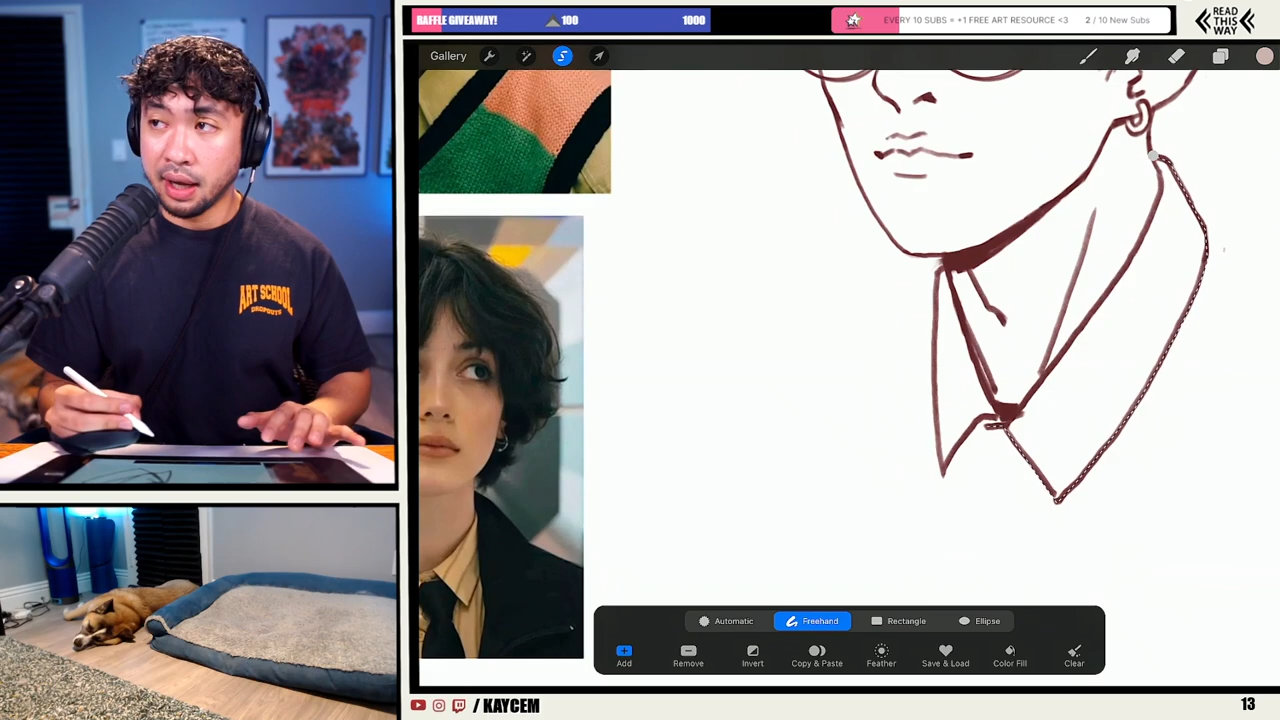 RAFFLE GIVEAWAY! 100 1000
EVERY 10 SUBS = +1 FREE ART RESOURCE <3 2 / 10 New Subs
READ
THIS
WAY
Gallery
ART SCHOOL
DROPOUTS
Automatic Freehand Rectangle Ellipse
Add Remove Invert Copy & Paste Feather Save & Load Color Fill Clear
/ KAYCEM
13